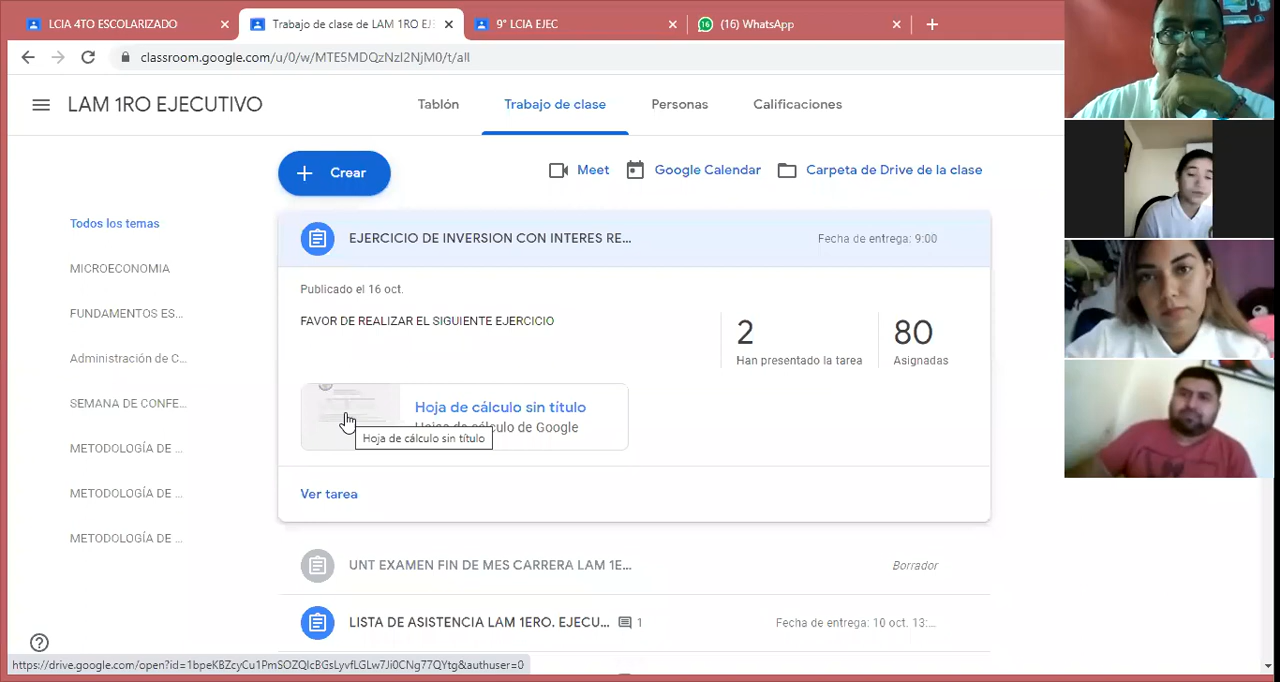 LCIA 4TO ESCOLARIZADO
Trabajo de clase de LAM 1RO EJE
9° LCIA EJEC
(16) WhatsApp
classroom.google.com/u/0/w/MTE5MDQzNzI2NjM0/t/all
LAM 1RO EJECUTIVO
Tablón
Trabajo de clase
Personas
Calificaciones
Crear
Meet
Google Calendar
Carpeta de Drive de la clase
Todos los temas
MICROECONOMIA
FUNDAMENTOS ES...
Administración de C...
SEMANA DE CONFE...
METODOLOGÍA DE ...
METODOLOGÍA DE ...
METODOLOGÍA DE ...
EJERCICIO DE INVERSION CON INTERES RE...
Fecha de entrega: 9:00
Publicado el 16 oct.
FAVOR DE REALIZAR EL SIGUIENTE EJERCICIO
2
Han presentado la tarea
80
Asignadas
Hoja de cálculo sin título
Hojas de cálculo de Google
Hoja de cálculo sin título
Ver tarea
UNT EXAMEN FIN DE MES CARRERA LAM 1E...
Borrador
LISTA DE ASISTENCIA LAM 1ERO. EJECU...
1
Fecha de entrega: 10 oct. 13:...
https://drive.google.com/open?id=1bpeKBZcyCu1PmSOZQIcBGsLyvfLGLw7Ji0CNg77QYtg&authuser=0